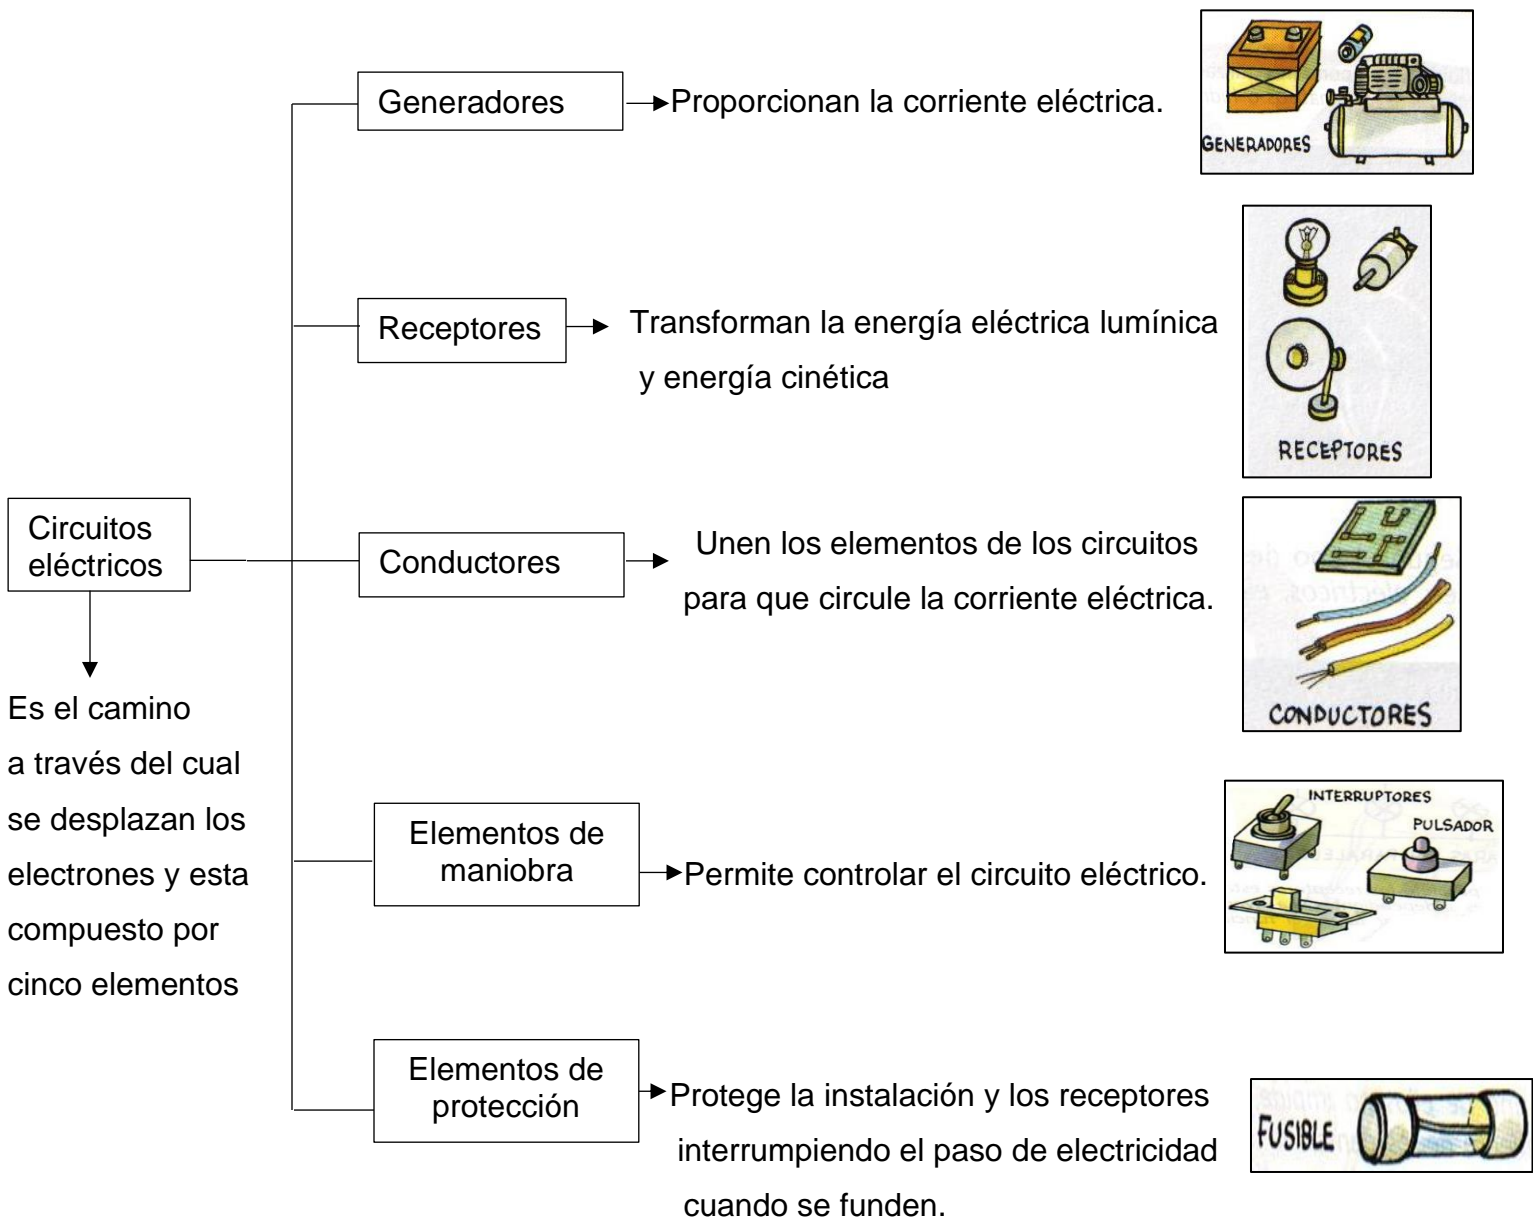 Generadores
Proporcionan la corriente eléctrica.
GENERADORES
Receptores
Transforman la energía eléctrica lumínica
y energía cinética
RECEPTORES
Circuitos
eléctricos
Es el camino
a través del cual
se desplazan los
electrones y esta
compuesto por
cinco elementos
Conductores
Unen los elementos de los circuitos
para que circule la corriente eléctrica.
CONDUCTORES
Elementos de
maniobra
Permite controlar el circuito eléctrico.
INTERRUPTORES
PULSADOR
Elementos de
protección
Protege la instalación y los receptores
interrumpiendo el paso de electricidad
cuando se funden.
FUSIBLE